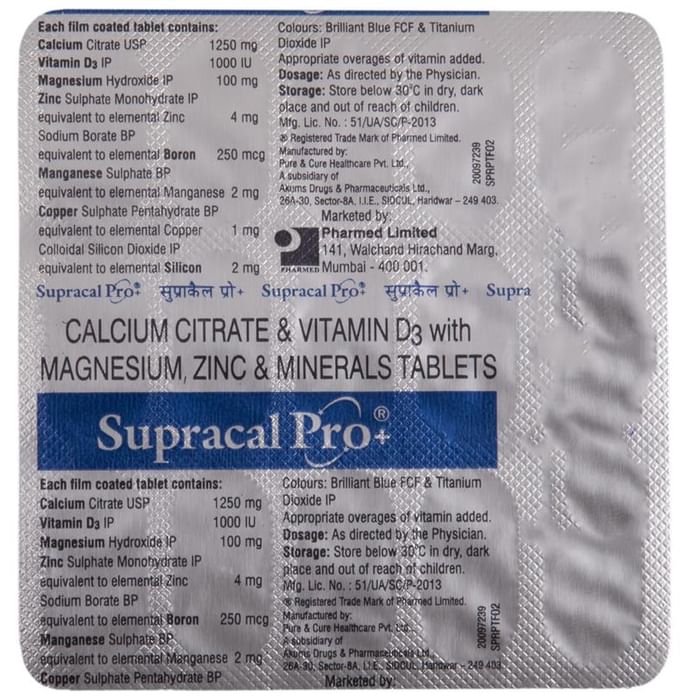 Each film coated tablet contains:
Calcium Citrate USP 1250 mg
Vitamin D3 IP 1000 IU
Magnesium Hydroxide IP 100 mg
Zinc Sulphate Monohydrate IP
equivalent to elemental Zinc 4 mg
Sodium Borate BP
equivalent to elemental Boron 250 mcg
Manganese Sulphate BP
equivalent to elemental Manganese 2 mg
Copper Sulphate Pentahydrate BP
equivalent to elemental Copper 1 mg
Colloidal Silicon Dioxide IP
equivalent to elemental Silicon 2 mg
Colours: Brilliant Blue FCF & Titanium
Dioxide IP
Appropriate overages of vitamin added.
Dosage: As directed by the Physician.
Storage: Store below 30°C in dry, dark
place and out of reach of children.
Mfg. Lic. No. : 51/UA/SC/P-2013
® Registered Trade Mark of Pharmed Limited.
Manufactured by:
Pure & Cure Healthcare Pvt. Ltd.,
A subsidiary of
Akums Drugs & Pharmaceuticals Ltd.,
26A-30, Sector-8A, I.I.E., SIDCUL, Haridwar – 249 403.
20097239
SPRPTFO2
Marketed by:
Pharmed Limited
141, Walchand Hirachand Marg,
Mumbai - 400 001.
PHARMED
Supracal Pro+ सुप्राकैल प्रो+ Supracal Pro+ सुप्राकैल प्रो+ Supra
CALCIUM CITRATE & VITAMIN D3 with
MAGNESIUM, ZINC & MINERALS TABLETS
Supracal Pro+®
Each film coated tablet contains:
Calcium Citrate USP 1250 mg
Vitamin D3 IP 1000 IU
Magnesium Hydroxide IP 100 mg
Zinc Sulphate Monohydrate IP
equivalent to elemental Zinc 4 mg
Sodium Borate BP
equivalent to elemental Boron 250 mcg
Manganese Sulphate BP
equivalent to elemental Manganese 2 mg
Copper Sulphate Pentahydrate BP
Colours: Brilliant Blue FCF & Titanium
Dioxide IP
Appropriate overages of vitamin added.
Dosage: As directed by the Physician.
Storage: Store below 30°C in dry, dark
place and out of reach of children.
Mfg. Lic. No. : 51/UA/SC/P-2013
® Registered Trade Mark of Pharmed Limited.
Manufactured by:
Pure & Cure Healthcare Pvt. Ltd.,
A subsidiary of
Akums Drugs & Pharmaceuticals Ltd.,
26A-30, Sector-8A, I.I.E., SIDCUL, Haridwar – 249 403.
20097239
SPRPTFO2
Marketed by: